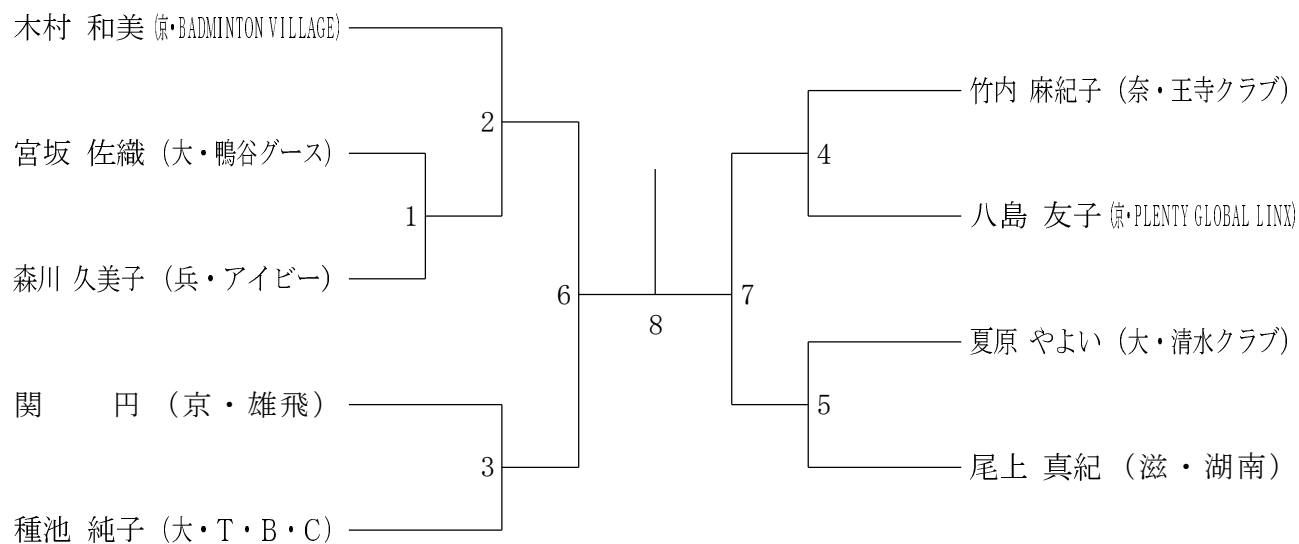 木村 和美 (京・BADMINTON VILLAGE)
2
宮坂 佐織 (大・鴨谷グース)
1
森川 久美子 (兵・アイビー)
6
関 円 (京・雄飛)
3
種池 純子 (大・T・B・C)
8
竹内 麻紀子 (奈・王寺クラブ)
4
八島 友子 (京・PLENTY GLOBAL LINX)
7
夏原 やよい (大・清水クラブ)
5
尾上 真紀 (滋・湖南)